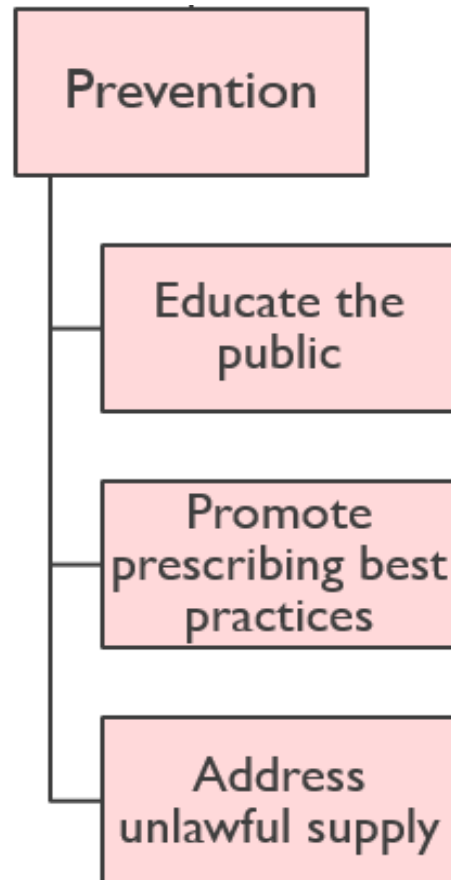 Prevention
Educate the
public
Promote
prescribing best
practices
Address
unlawful supply